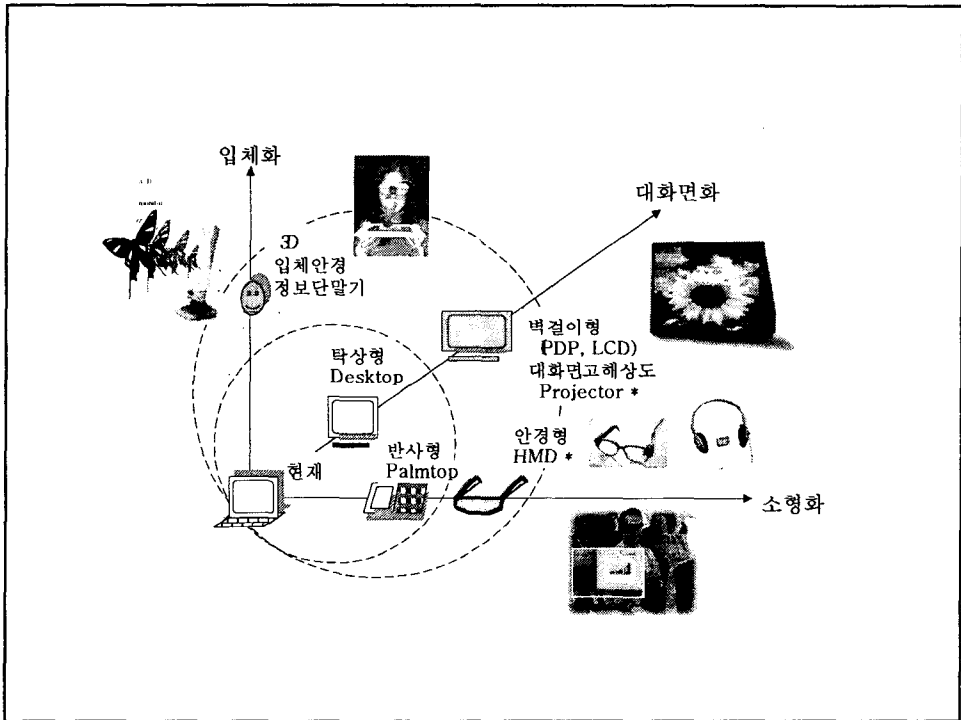 입체화
대화면화
3D
입체안경
정보단말기
벽걸이형
(PDP, LCD)
대화면고해상도
Projector *
탁상형
Desktop
안경형
HMD *
반사형
Palmtop
현재
소형화